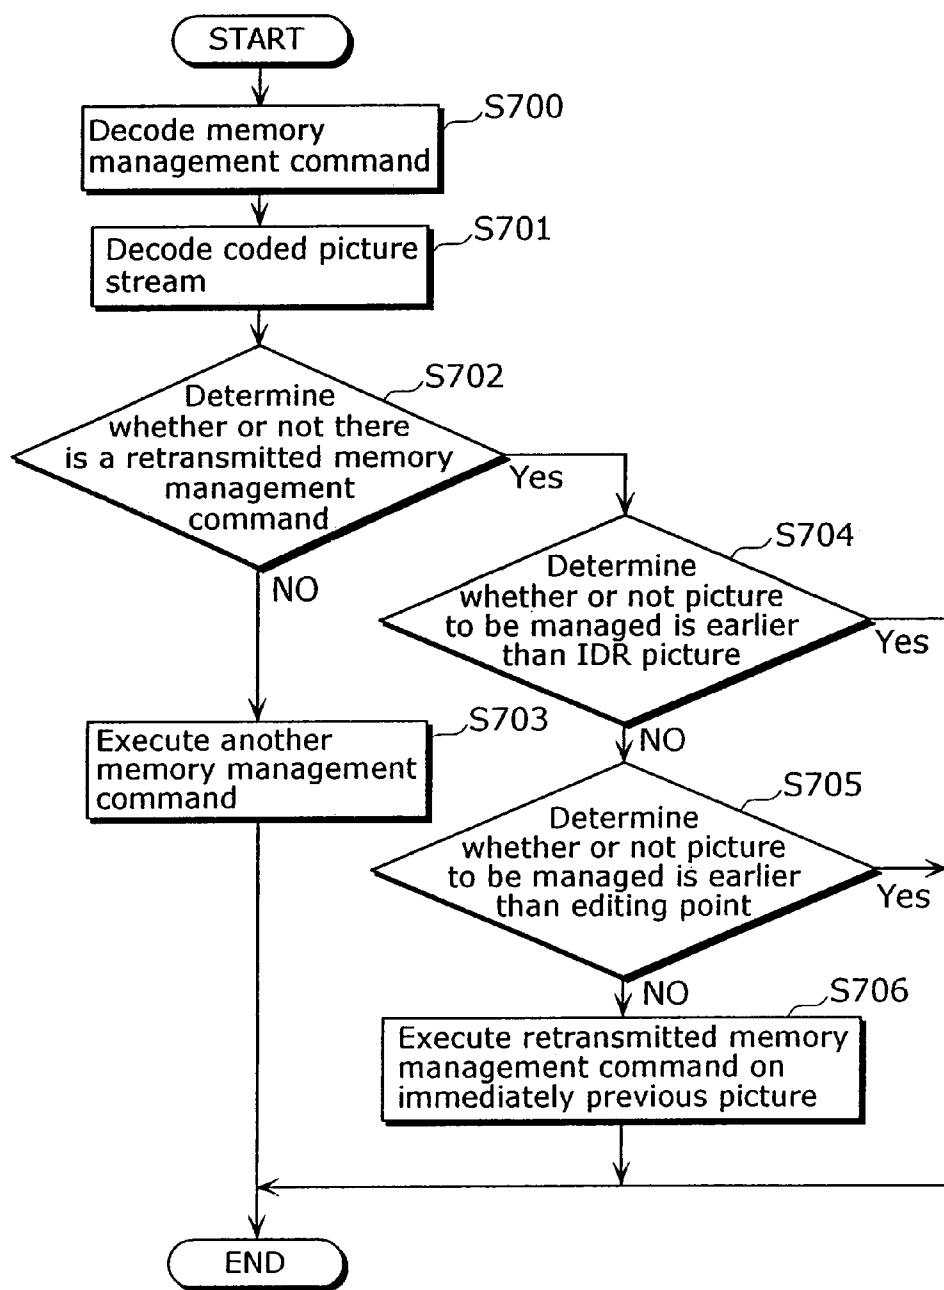 START
S700
Decode memory
management command
S701
Decode coded picture
stream
S702
Determine
whether or not there
is a retransmitted memory
management
command
Yes
NO
S704
Determine
whether or not picture
to be managed is earlier
than IDR picture
Yes
NO
S703
Execute another
memory management
command
S705
Determine
whether or not picture
to be managed is earlier
than editing point
Yes
NO
S706
Execute retransmitted memory
management command on
immediately previous picture
END